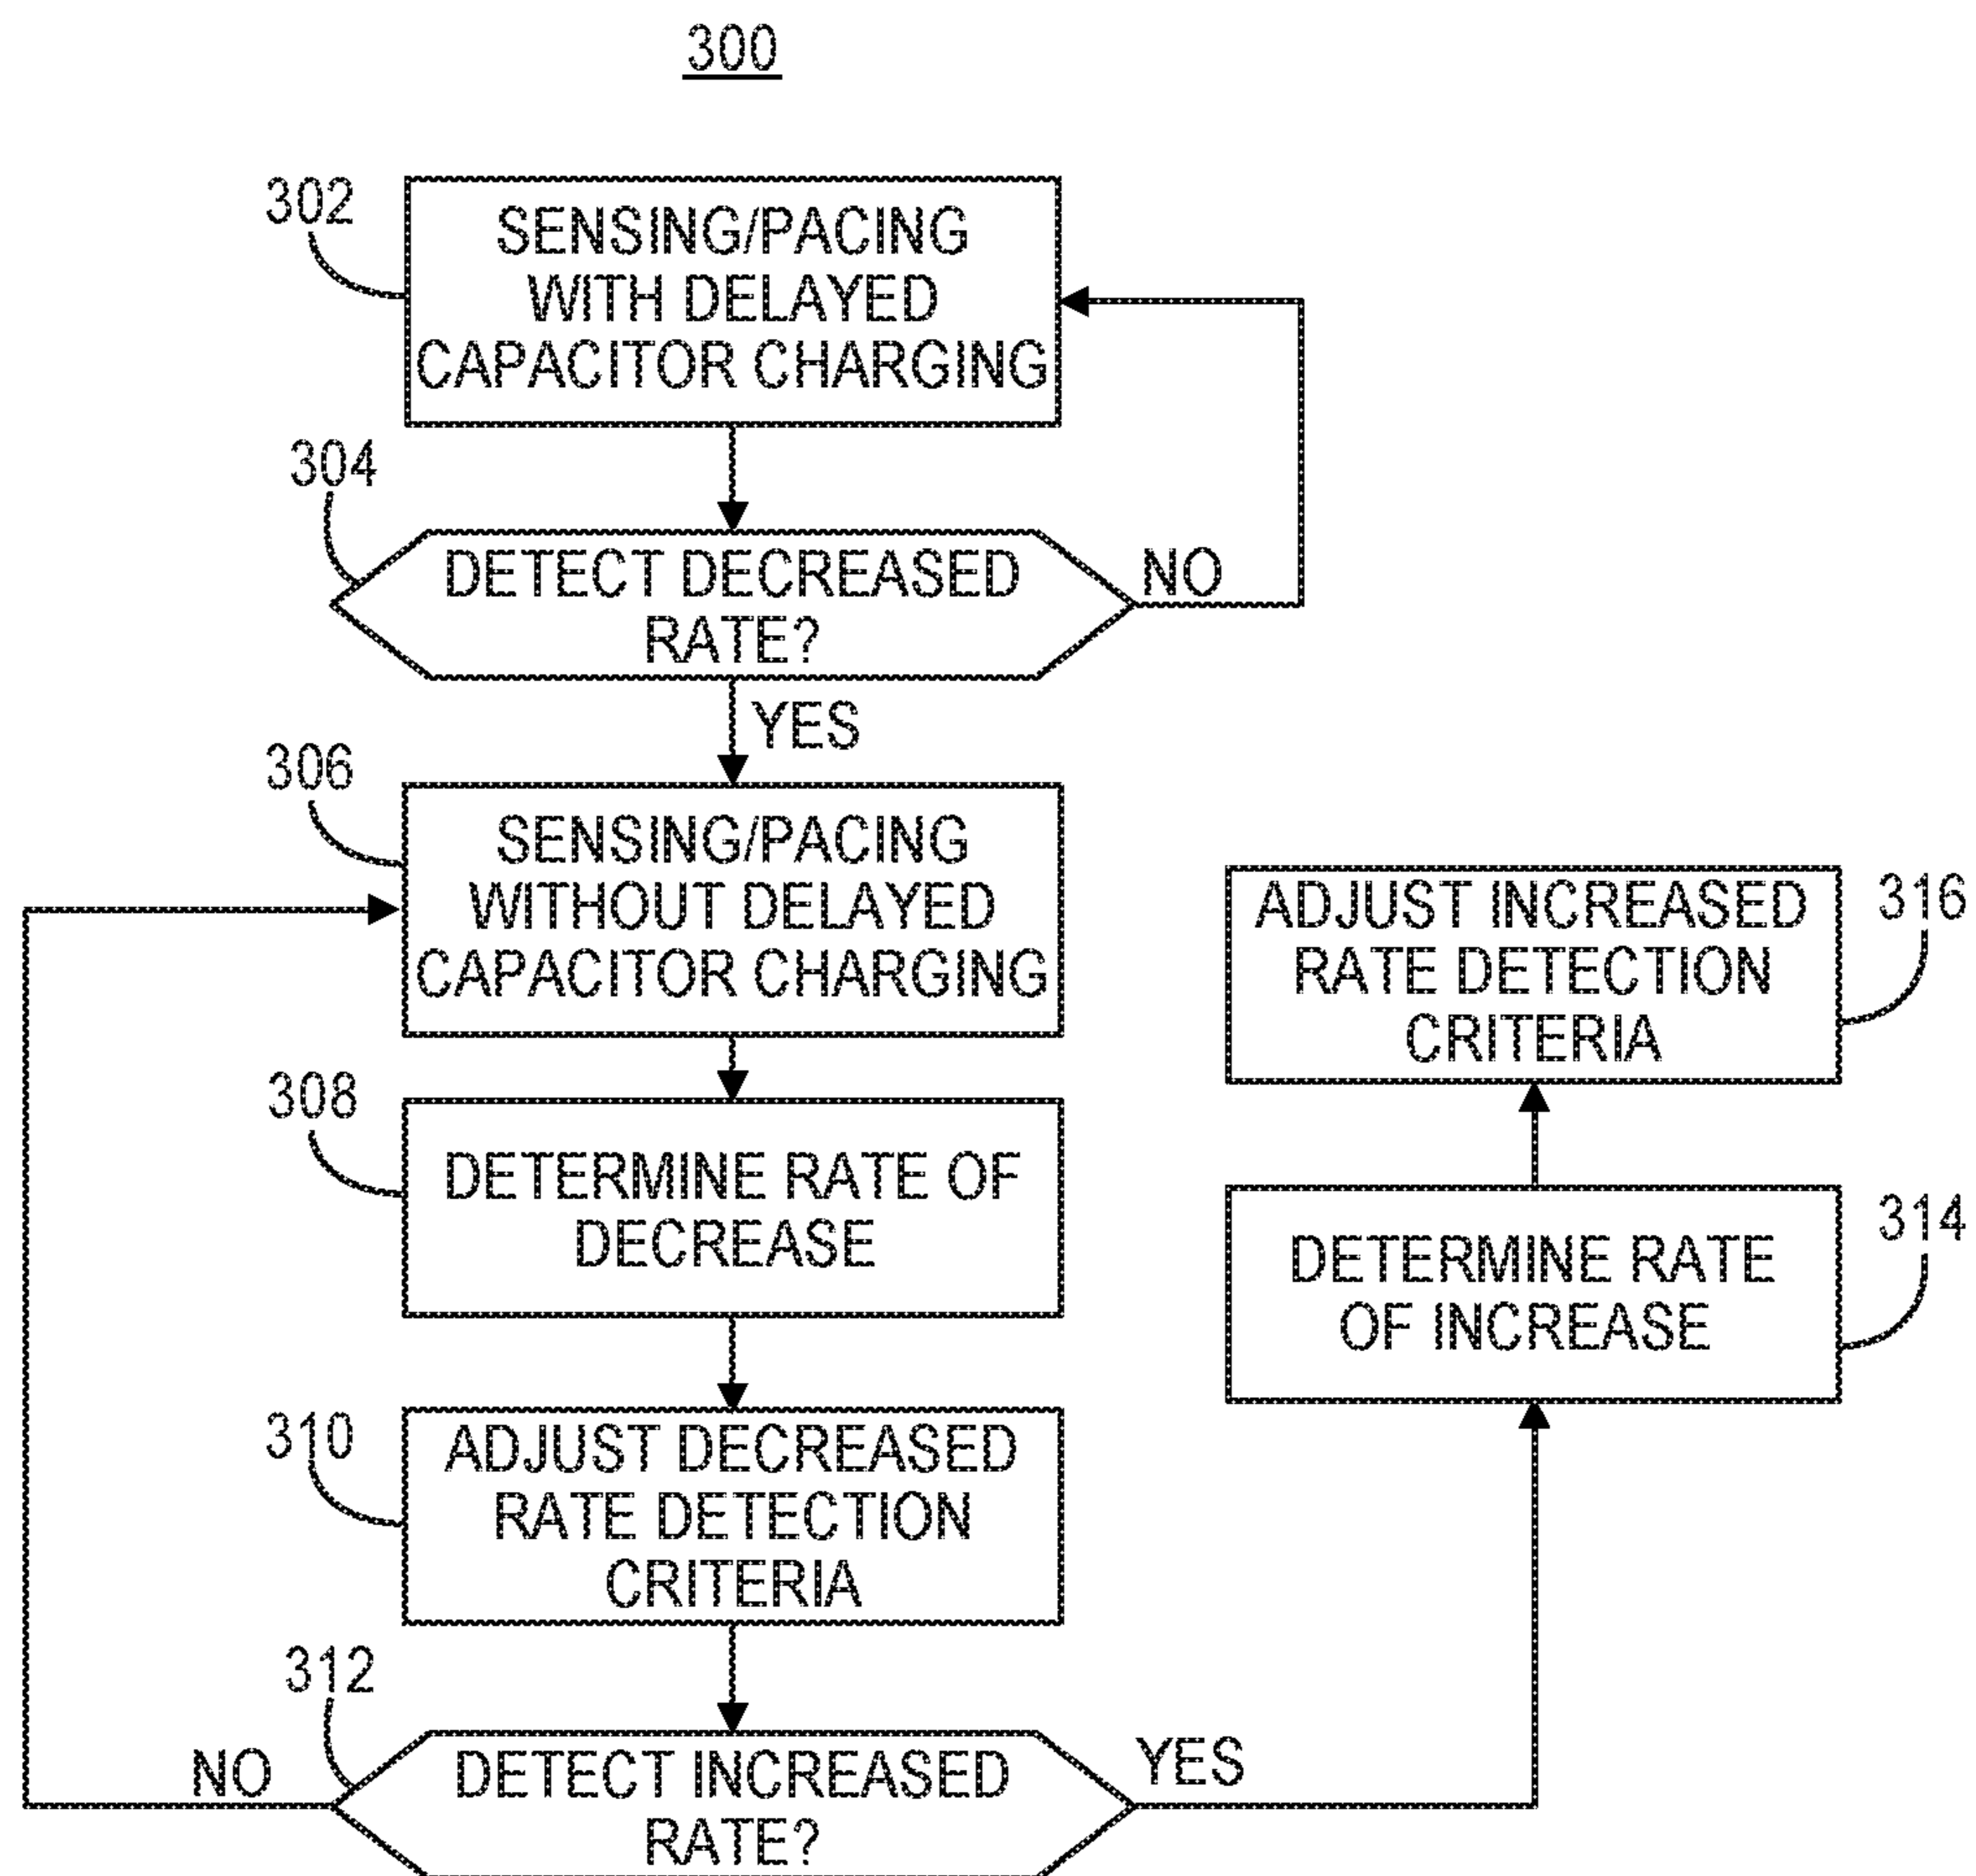 300
302
SENSING/PACING
WITH DELAYED
CAPACITOR CHARGING
304
DETECT DECREASED
RATE?
NO
YES
306
SENSING/PACING
WITHOUT DELAYED
CAPACITOR CHARGING
308
DETERMINE RATE OF
DECREASE
310
ADJUST DECREASED
RATE DETECTION
CRITERIA
312
DETECT INCREASED
RATE?
NO
YES
314
DETERMINE RATE
OF INCREASE
316
ADJUST INCREASED
RATE DETECTION
CRITERIA